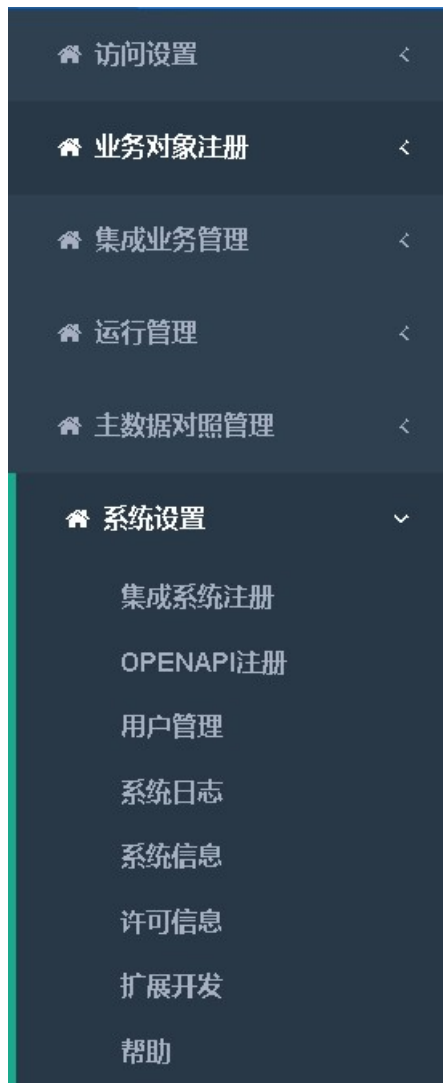 访问设置
业务对象注册
集成业务管理
运行管理
主数据对照管理
系统设置
集成系统注册
OPENAPI注册
用户管理
系统日志
系统信息
许可信息
扩展开发
帮助